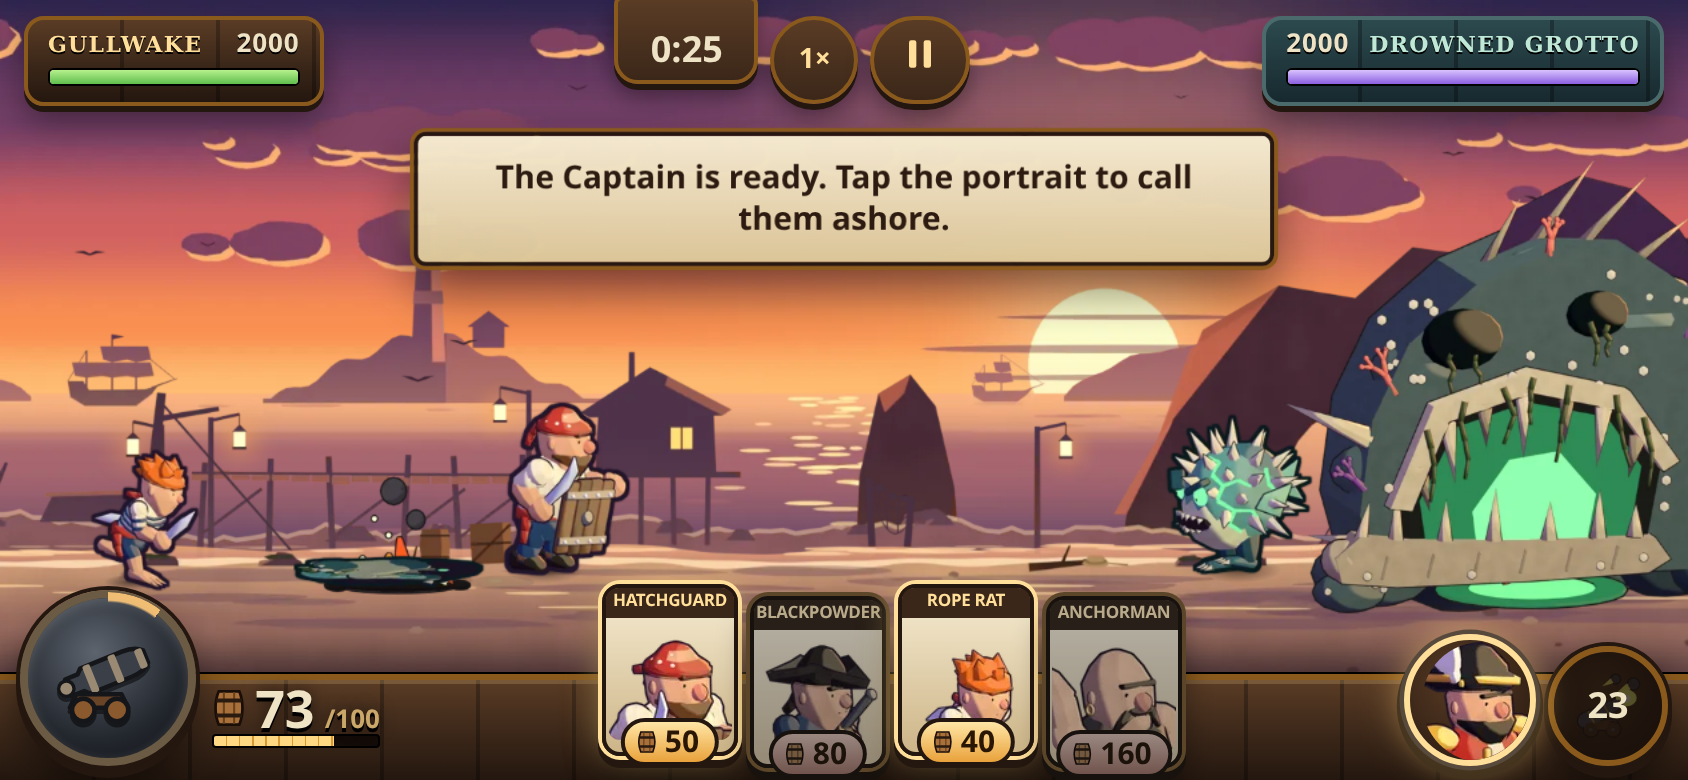 GULLWAKE 2000
0:25
1×
2000 DROWNED GROTTO
The Captain is ready. Tap the portrait to call
them ashore.
73 /100
HATCHGUARD
50
BLACKPOWDER
80
ROPE RAT
40
ANCHORMAN
160
23